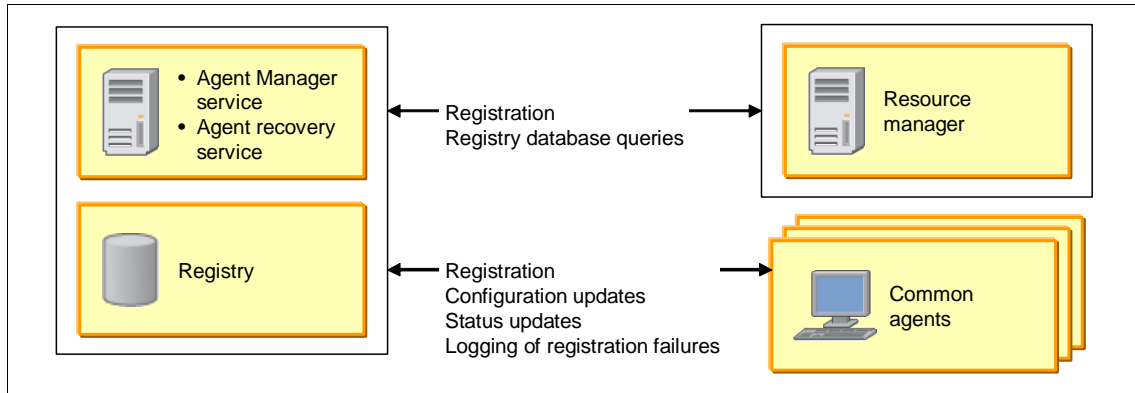 • Agent Manager
service
• Agent recovery
service
Registration
Registry database queries
Resource
manager
Registry
Registration
Configuration updates
Status updates
Logging of registration failures
Common
agents